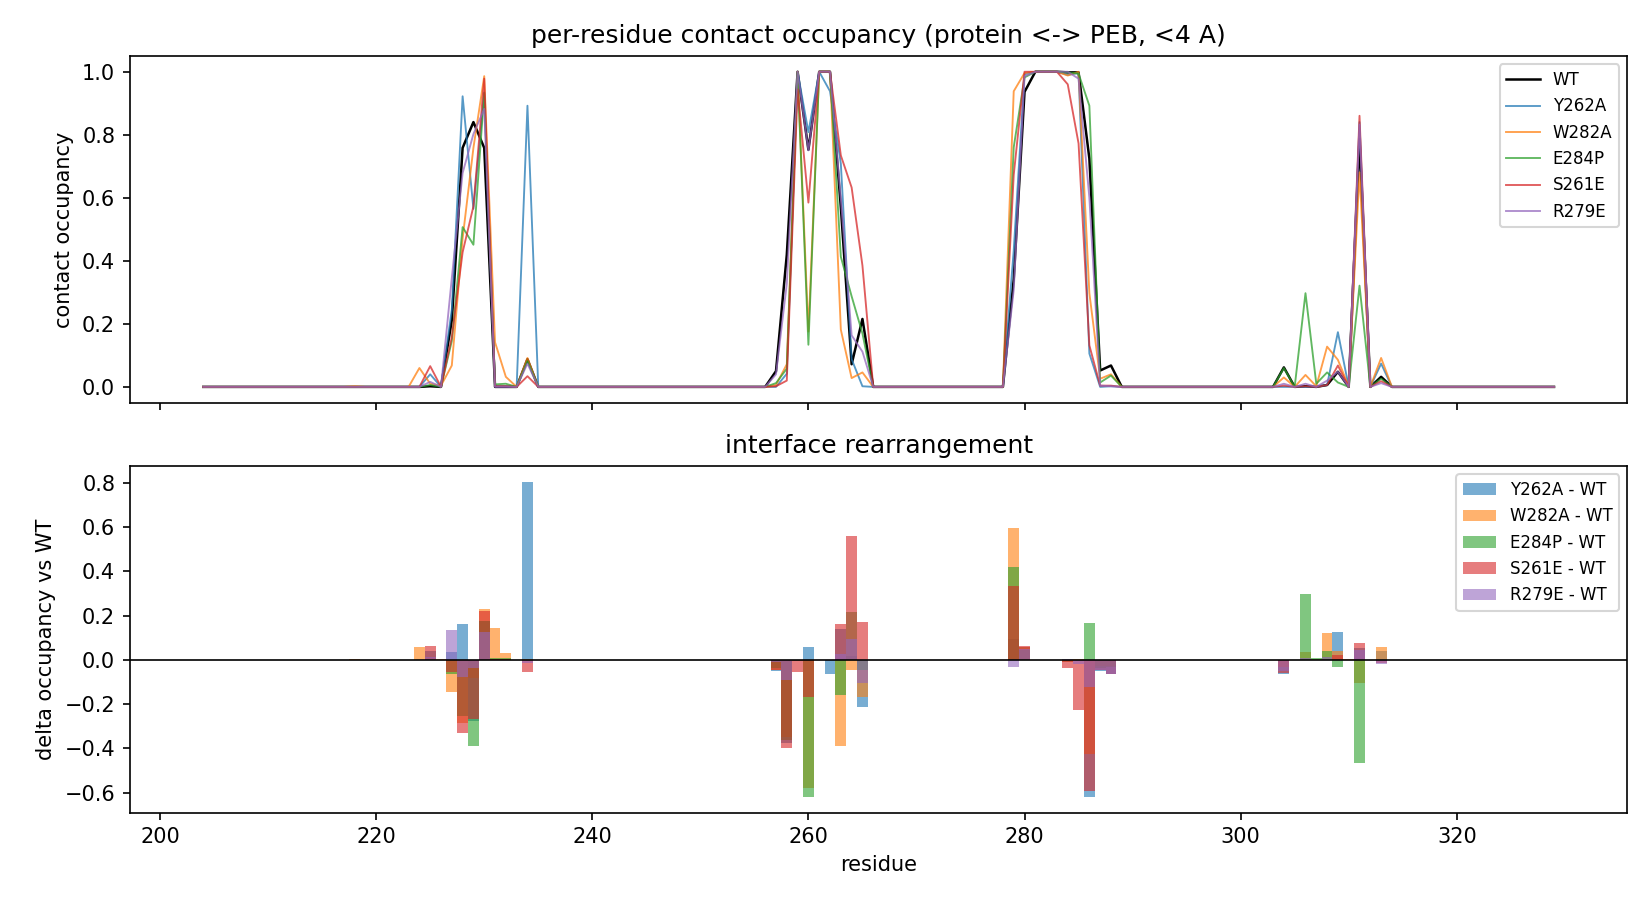 per-residue contact occupancy (protein <-> PEB, <4 A)
contact occupancy
1.0
0.8
0.6
0.4
0.2
0.0
WT
Y262A
W282A
E284P
S261E
R279E
interface rearrangement
delta occupancy vs WT
0.8
0.6
0.4
0.2
0.0
−0.2
−0.4
−0.6
Y262A - WT
W282A - WT
E284P - WT
S261E - WT
R279E - WT
200 220 240 260 280 300 320
residue